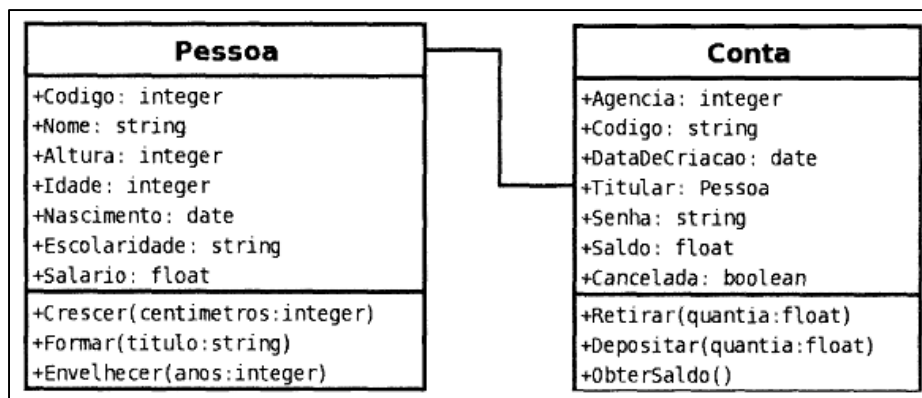 Pessoa
+Codigo: integer
+Nome: string
+Altura: integer
+Idade: integer
+Nascimento: date
+Escolaridade: string
+Salario: float
+Crescer(centimetros:integer)
+Formar(titulo:string)
+Envelhecer(anos:integer)
Conta
+Agencia: integer
+Codigo: string
+DataDeCriacao: date
+Titular: Pessoa
+Senha: string
+Saldo: float
+Cancelada: boolean
+Retirar(quantia:float)
+Depositar(quantia:float)
+ObterSaldo()